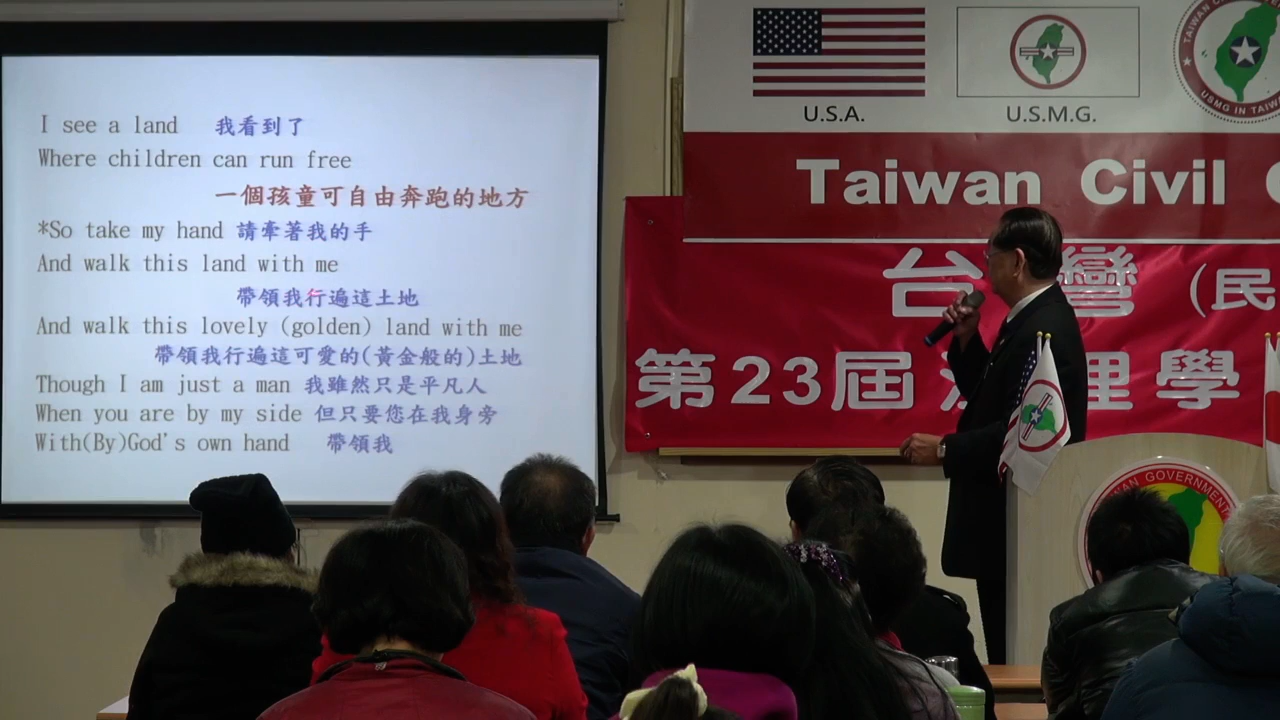 I see a land 我看到了
Where children can run free
一個孩童可自由奔跑的地方
*So take my hand 請牽著我的手
And walk this land with me
帶領我行遍這土地
And walk this lovely (golden) land with me
帶領我行遍這可愛的(黃金般的)土地
Though I am just a man 我雖然只是平凡人
When you are by my side 但只要您在我身旁
With(By)God's own hand 帶領我
U.S.A.
U.S.M.G.
USMG IN TAIWAN
Taiwan Civil
台灣(民
第23屆法理學
GOVERNMENT